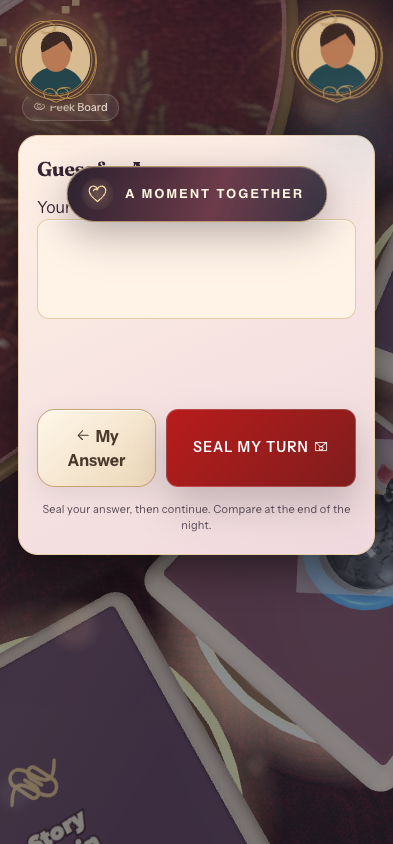 Peek Board
A MOMENT TOGETHER
← My
Answer
SEAL MY TURN
Seal your answer, then continue. Compare at the end of the
night.
Story